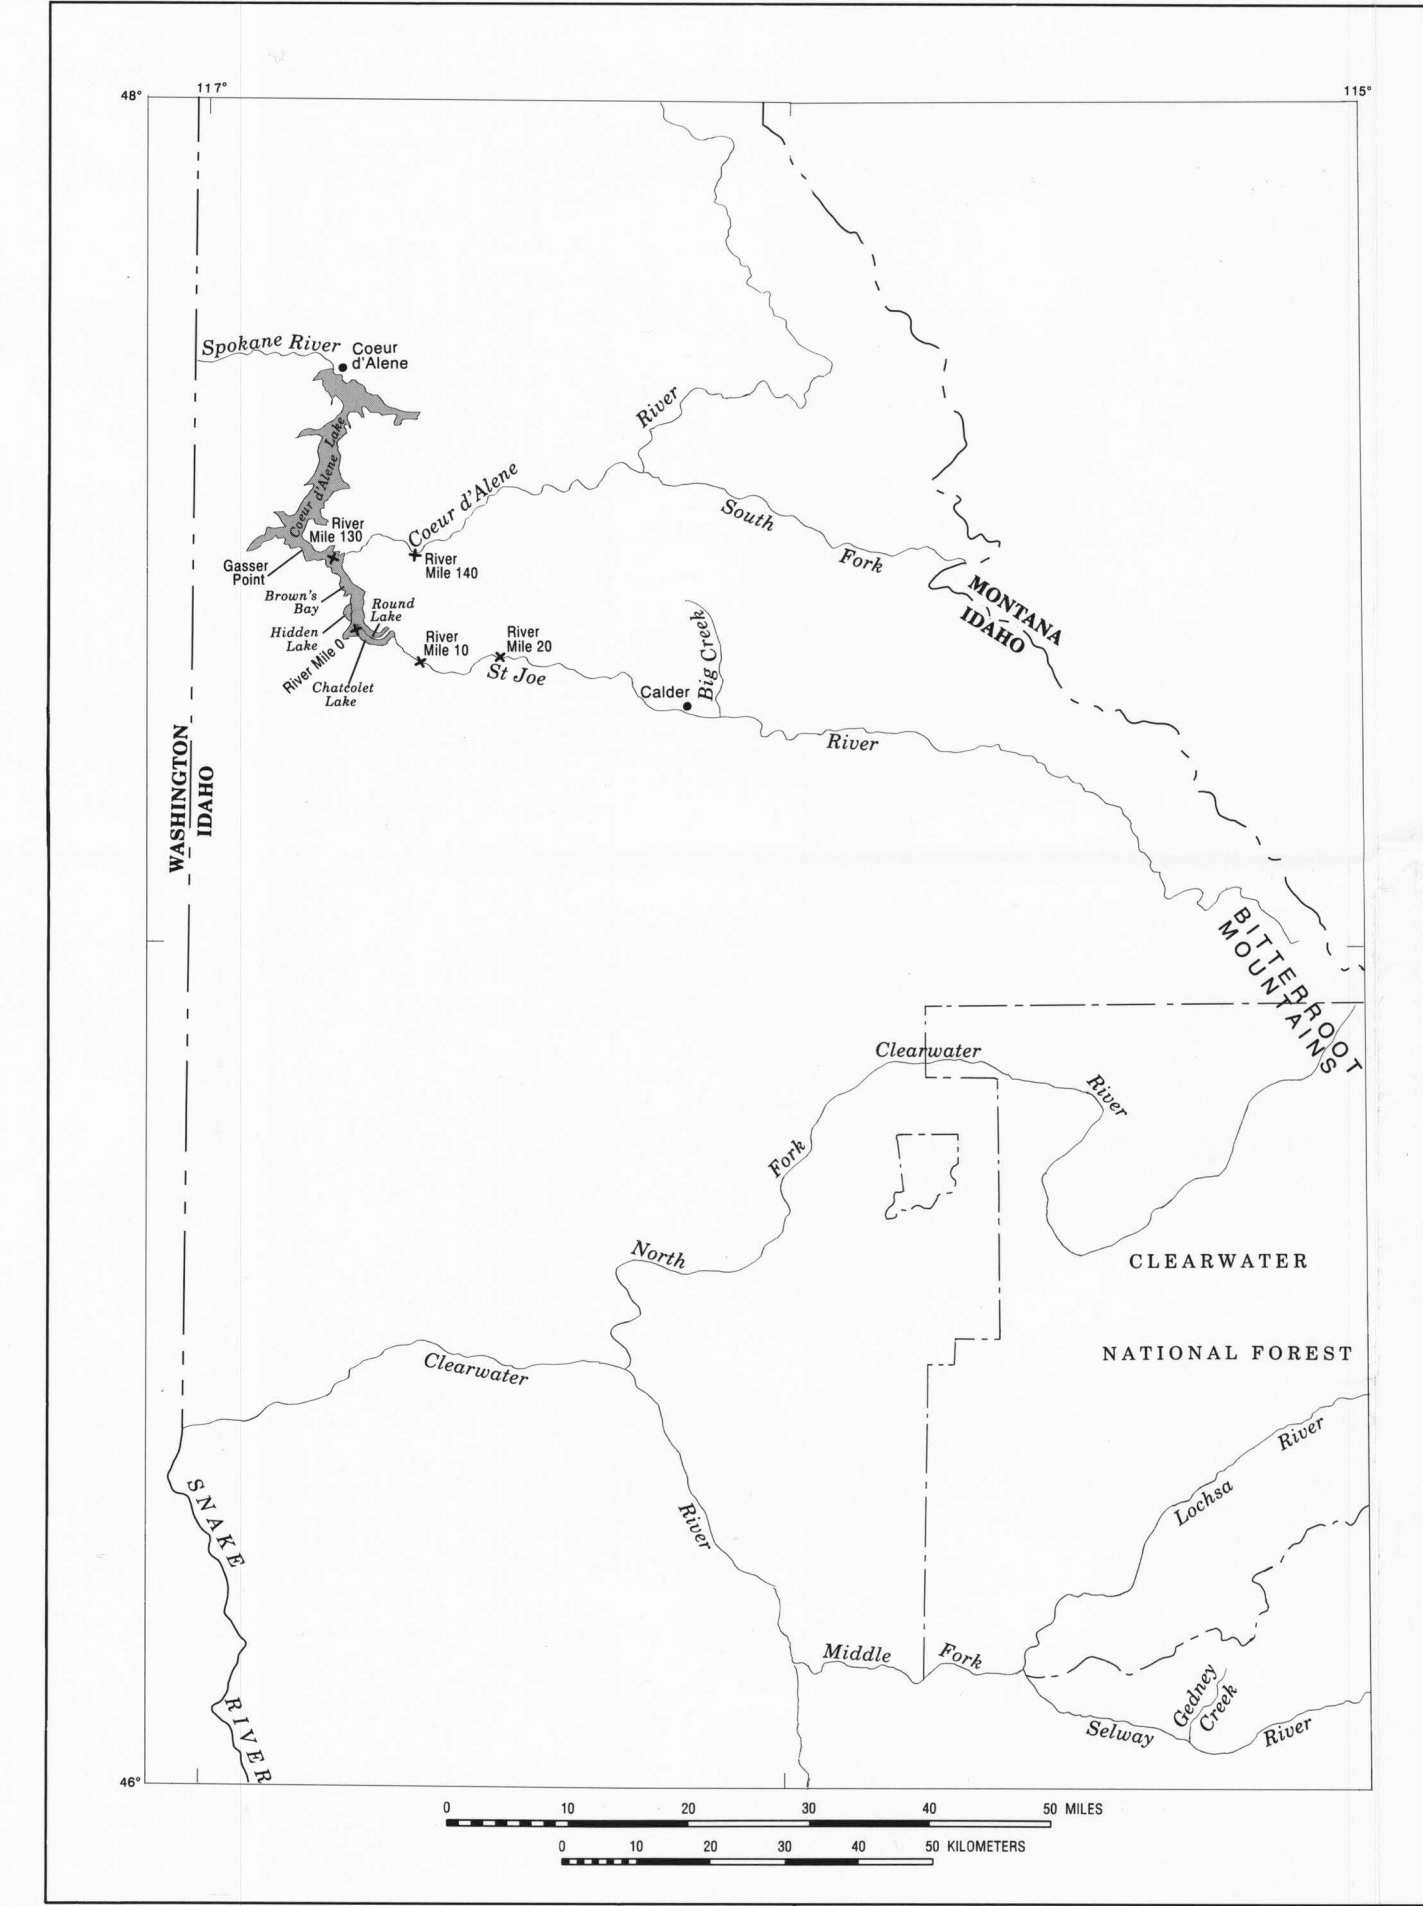 117°
48°
115°
Spokane River
Coeur
d'Alene
Coeur d'Alene Lake
River
Coeur d'Alene
South
Fork
River
Mile 130
River
Mile 140
Gasser
Point
Brown's
Bay
Round
Lake
Hidden
Lake
River Mile 0
Chatcolet
Lake
River
Mile 10
River
Mile 20
St Joe
Calder
Big Creek
River
MONTANA
IDAHO
WASHINGTON
IDAHO
BITTERROOT
MOUNTAINS
Clearwater
River
Fork
North
CLEARWATER
NATIONAL FOREST
Clearwater
River
Lochsa
River
SNAKE
RIVER
Middle
Fork
Selway
Gedney
Creek
River
46°
0 10 20 30 40 50 MILES
0 10 20 30 40 50 KILOMETERS